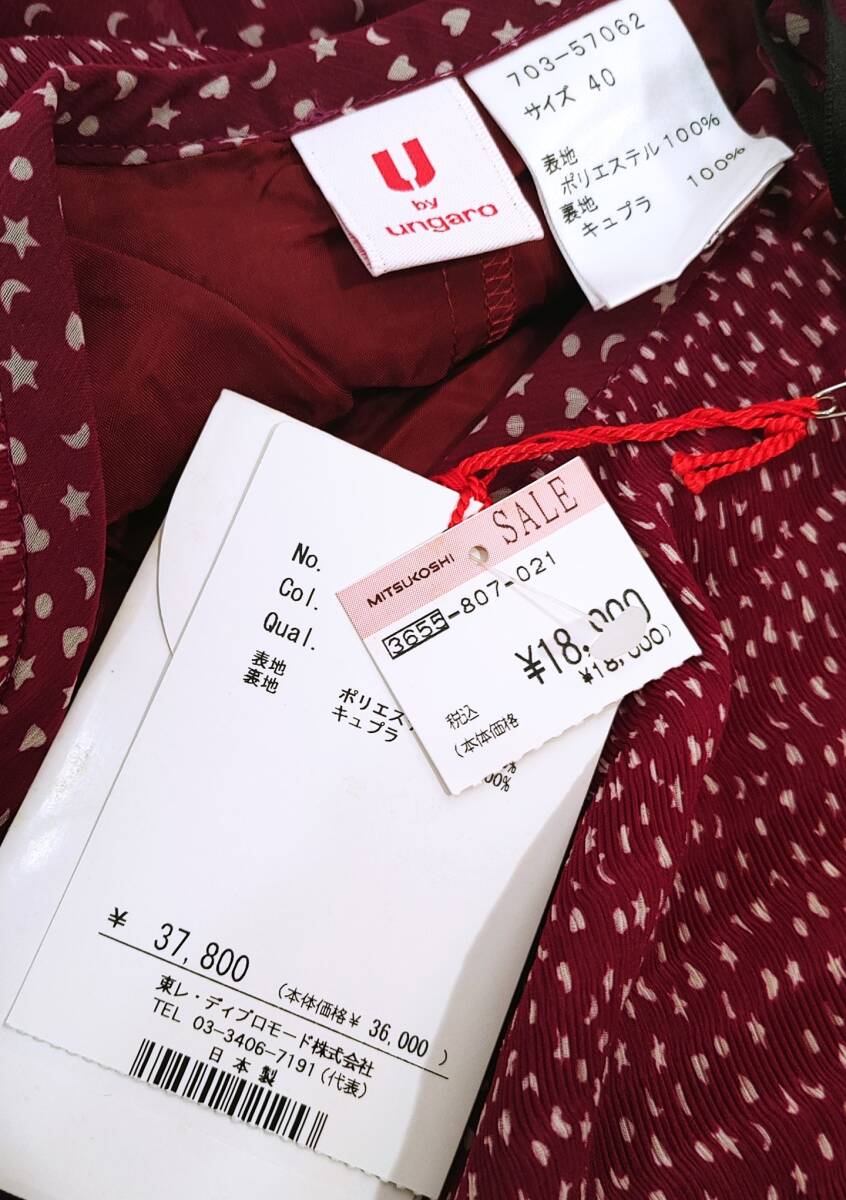 703-57062
サイズ 40
表地
ポリエステル100%
裏地
キュプラ 100%
U
by
ungaro
SALE
MITSUKOSHI
3655-807-021
¥18,000
¥18,000)
税込
(本体価格
No.
Col.
Qual.
表地
裏地
ポリエス
キュプラ
00%
¥ 37,800
(本体価格¥ 36,000)
東レ・ディプロモード株式会社
TEL 03-3406-7191(代表)
日本製